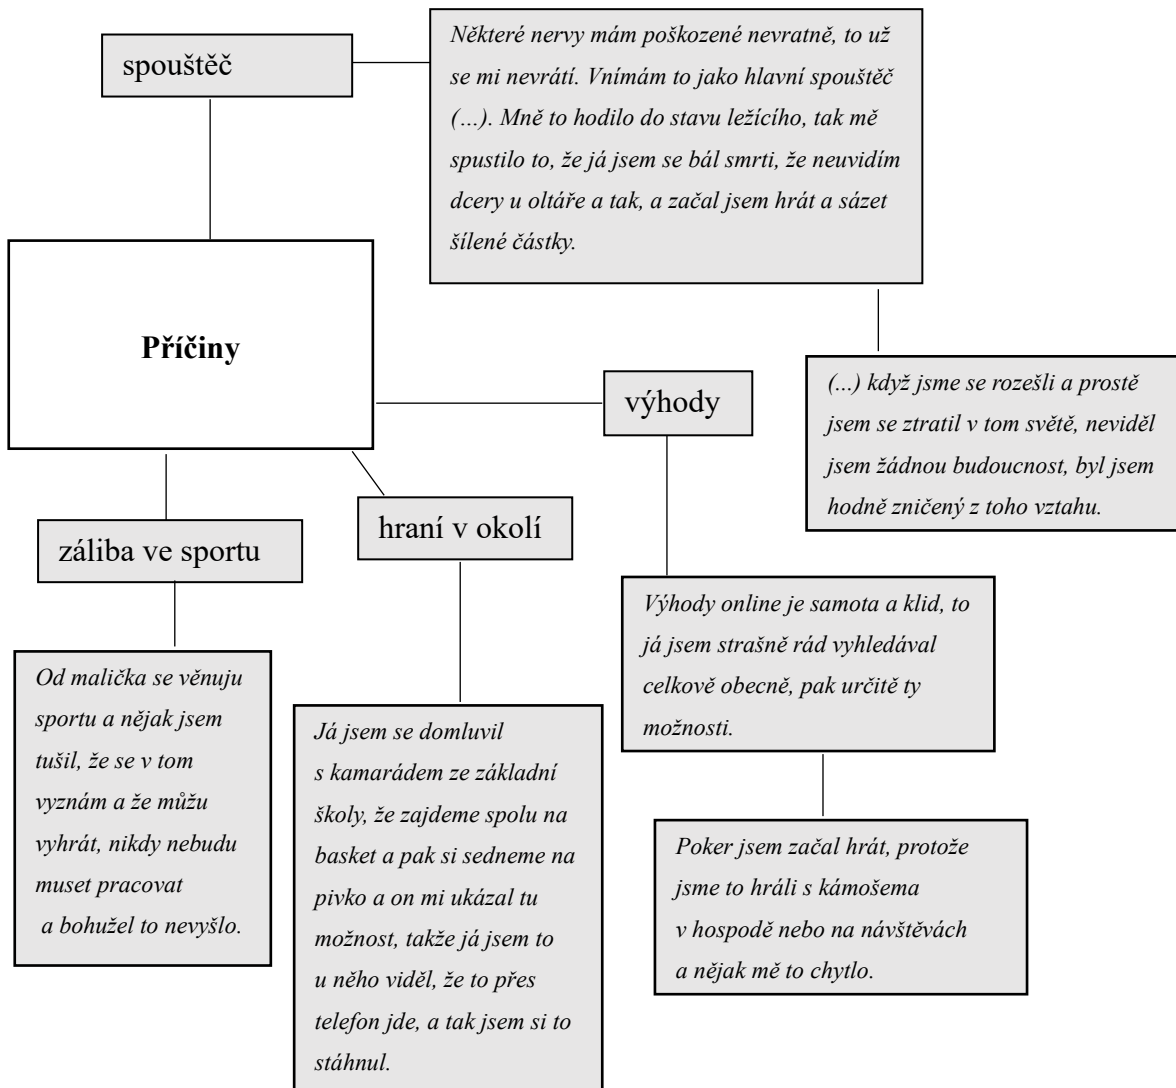 spouštěč
Některé nervy mám poškozené nevratně, to už
se mi nevrátí. Vnímám to jako hlavní spouštěč
(…). Mně to hodilo do stavu ležícího, tak mě
spustilo to, že já jsem se bál smrti, že neuvidím
dcery u oltáře a tak, a začal jsem hrát a sázet
šílené částky.
Příčiny
výhody
(...) když jsme se rozešli a prostě
jsem se ztratil v tom světě, neviděl
jsem žádnou budoucnost, byl jsem
hodně zničený z toho vztahu.
záliba ve sportu
hraní v okolí
Výhody online je samota a klid, to
já jsem strašně rád vyhledával
celkově obecně, pak určitě ty
možnosti.
Od malička se věnuju
sportu a nějak jsem
tušil, že se v tom
vyznám a že můžu
vyhrát, nikdy nebudu
muset pracovat
a bohužel to nevyšlo.
Já jsem se domluvil
s kamarádem ze základní
školy, že zajdeme spolu na
basket a pak si sedneme na
pivko a on mi ukázal tu
možnost, takže já jsem to
u něho viděl, že to přes
telefon jde, a tak jsem si to
stáhnul.
Poker jsem začal hrát, protože
jsme to hráli s kámošema
v hospodě nebo na návštěvách
a nějak mě to chytlo.